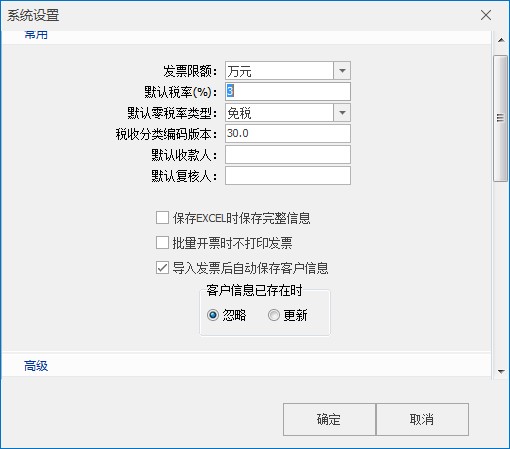 系统设置
常用
发票限额： 万元
默认税率(%)： 3
默认零税率类型： 免税
税收分类编码版本： 30.0
默认收款人：
默认复核人：
保存EXCEL时保存完整信息
批量开票时不打印发票
导入发票后自动保存客户信息
客户信息已存在时
忽略 更新
高级
确定 取消